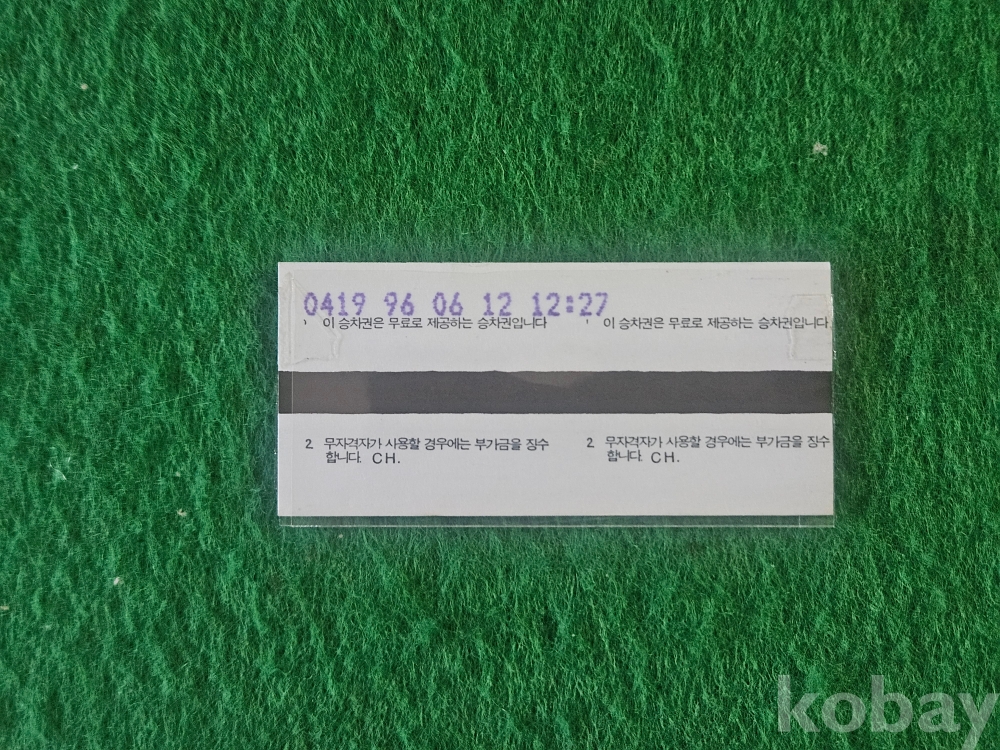 0419 96 06 12 12:27
이 승차권은 무료로 제공하는 승차권입니다 이 승차권은 무료로 제공하는 승차권입니다
2 무자격자가 사용할 경우에는 부가금을 징수 2 무자격자가 사용할 경우에는 부가금을 징수
합니다. CH. 합니다. CH.
kobay